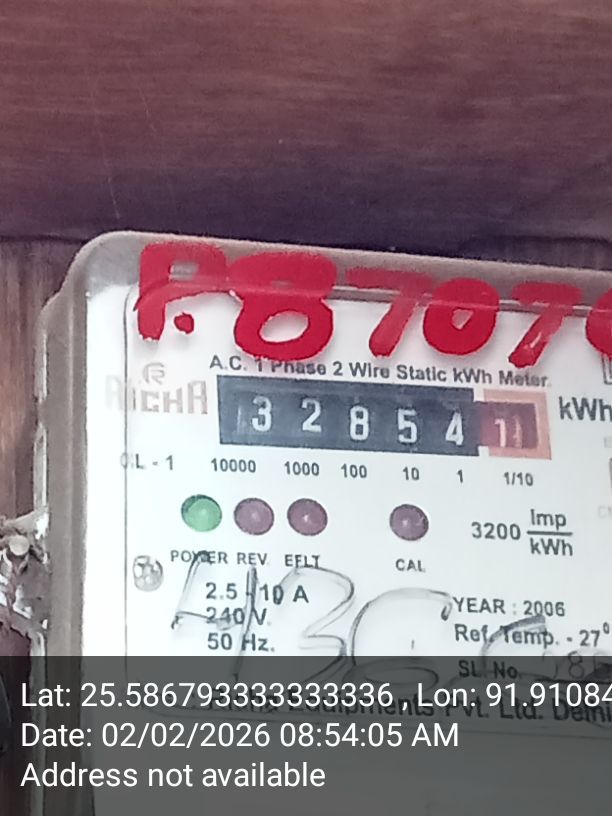 P.8707
A.C. 1 Phase 2 Wire Static kWh Meter
RICHA
3 2 8 5 4 1 kWh
CL - 1 10000 1000 100 10 1 1/10
3200 Imp/kWh
POWER REV. EFLT CAL
2.5 - 10 A
240 V.
50 Hz.
YEAR : 2006
Ref. Temp. - 27°
SL. No.
Lat: 25.586793333333336 , Lon: 91.91084
Date: 02/02/2026 08:54:05 AM
Address not available